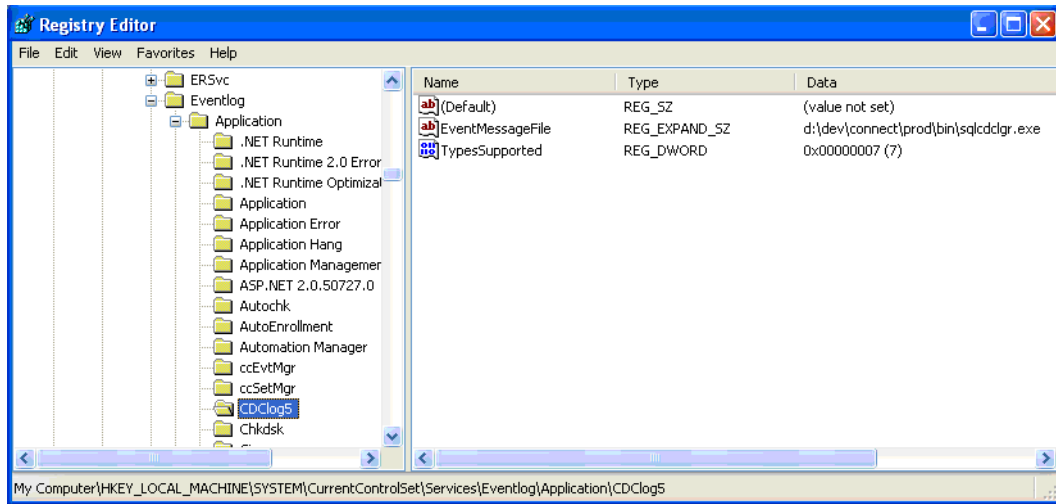 Registry Editor
File Edit View Favorites Help
ERSvc
Eventlog
Application
.NET Runtime
.NET Runtime 2.0 Error
.NET Runtime Optimizal
Application
Application Error
Application Hang
Application Managemer
ASP.NET 2.0.50727.0
Autochk
AutoEnrollment
Automation Manager
ccEvtMgr
ccSetMgr
CDClog5
Chkdsk
Name Type Data
(Default) REG_SZ (value not set)
EventMessageFile REG_EXPAND_SZ d:\dev\connect\prod\bin\sqlcdclgr.exe
TypesSupported REG_DWORD 0x00000007 (7)
My Computer\HKEY_LOCAL_MACHINE\SYSTEM\CurrentControlSet\Services\Eventlog\Application\CDClog5